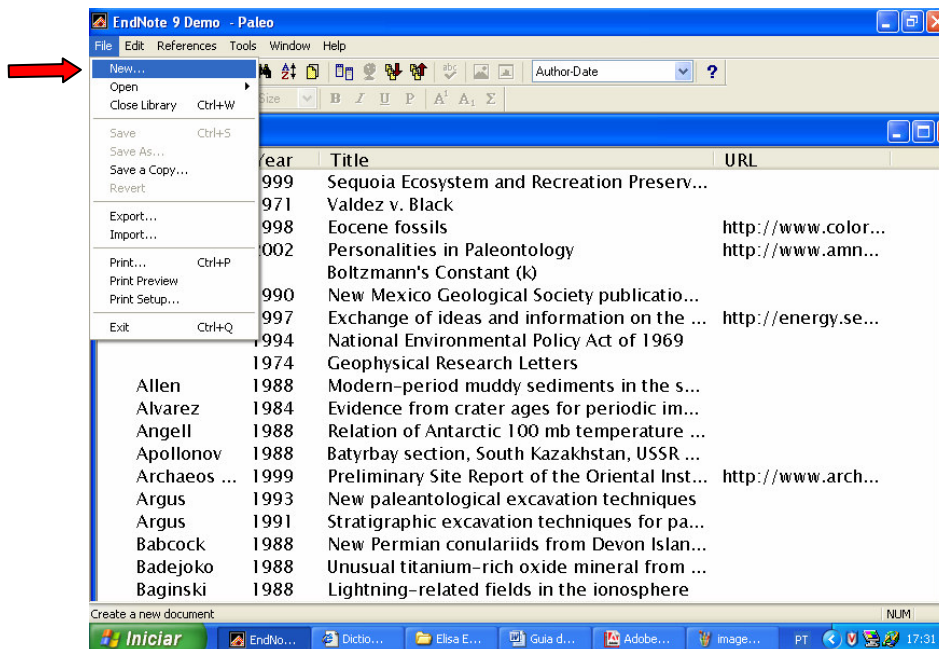 EndNote 9 Demo - Paleo
File Edit References Tools Window Help
New...
Author-Date
?
Open
Close Library Ctrl+W
Size B I U P A¹ A₁ Σ
Save Ctrl+S
Save As...
Save a Copy...
Revert
Export...
Import...
Print... Ctrl+P
Print Preview
Print Setup...
Exit Ctrl+Q
Year Title URL
1999 Sequoia Ecosystem and Recreation Preserv...
1971 Valdez v. Black
1998 Eocene fossils http://www.color...
2002 Personalities in Paleontology http://www.amn...
Boltzmann's Constant (k)
1990 New Mexico Geological Society publicatio...
1997 Exchange of ideas and information on the ... http://energy.se...
1994 National Environmental Policy Act of 1969
1974 Geophysical Research Letters
Allen 1988 Modern-period muddy sediments in the s...
Alvarez 1984 Evidence from crater ages for periodic im...
Angell 1988 Relation of Antarctic 100 mb temperature ...
Apollonov 1988 Batyrbay section, South Kazakhstan, USSR ...
Archaeos ... 1999 Preliminary Site Report of the Oriental Inst... http://www.arch...
Argus 1993 New paleantological excavation techniques
Argus 1991 Stratigraphic excavation techniques for pa...
Babcock 1988 New Permian conulariids from Devon Islan...
Badejoko 1988 Unusual titanium-rich oxide mineral from ...
Baginski 1988 Lightning-related fields in the ionosphere
Create a new document NUM
Iniciar EndNo... Dictio... Elisa E... Guia d... Adobe... image... PT 17:31